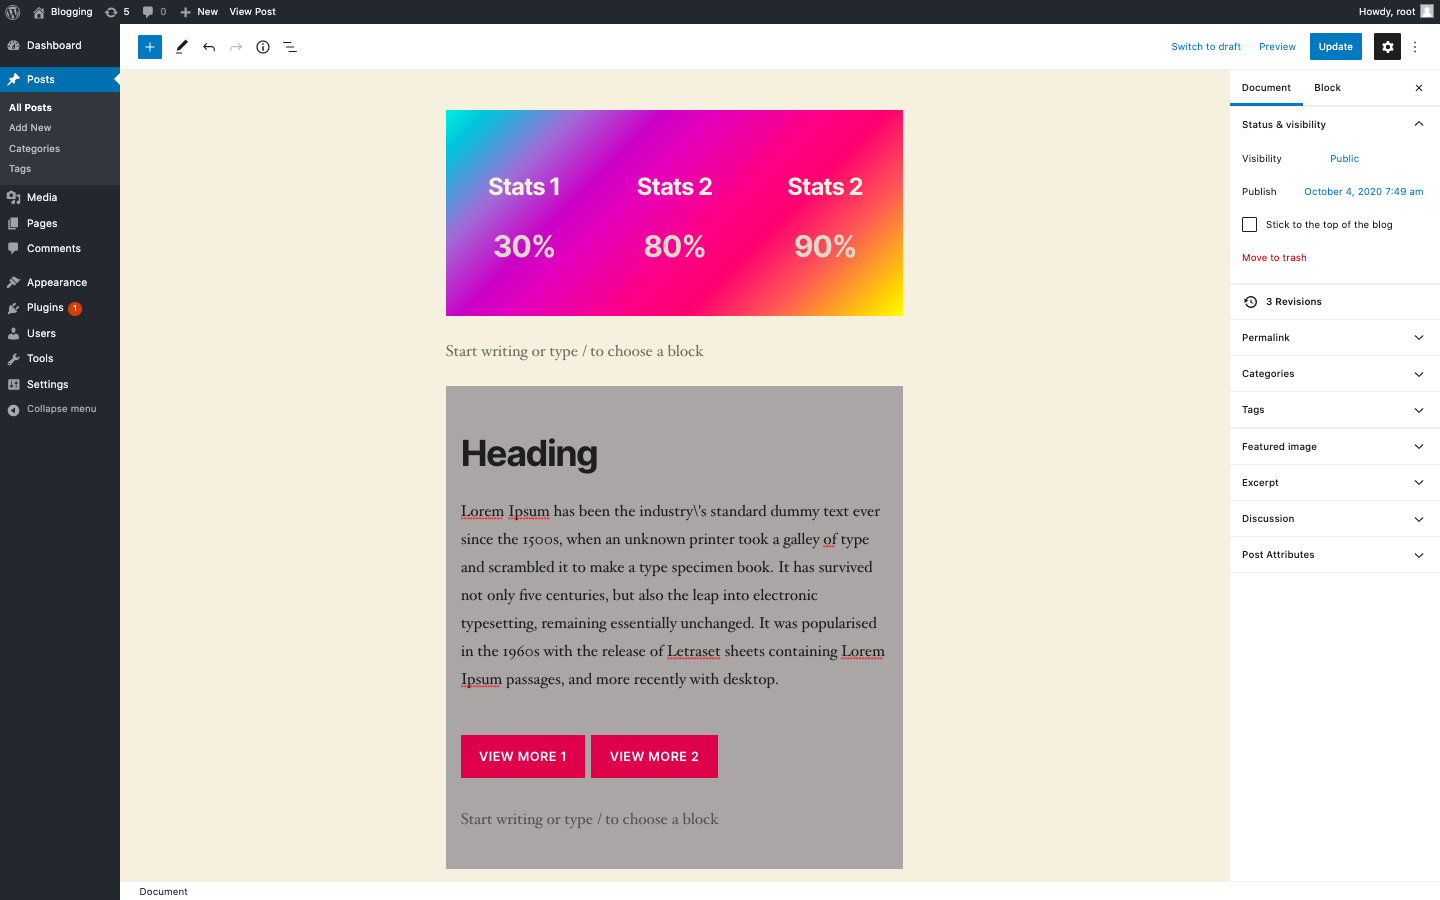 Blogging 5 0 New View Post Howdy, root
Dashboard
Posts
All Posts
Add New
Categories
Tags
Media
Pages
Comments
Appearance
Plugins 1
Users
Tools
Settings
Collapse menu
Switch to draft Preview Update
Stats 1 Stats 2 Stats 2
30% 80% 90%
Start writing or type / to choose a block
Heading
Lorem Ipsum has been the industry\'s standard dummy text ever
since the 1500s, when an unknown printer took a galley of type
and scrambled it to make a type specimen book. It has survived
not only five centuries, but also the leap into electronic
typesetting, remaining essentially unchanged. It was popularised
in the 1960s with the release of Letraset sheets containing Lorem
Ipsum passages, and more recently with desktop.
VIEW MORE 1 VIEW MORE 2
Start writing or type / to choose a block
Document Block
Status & visibility
Visibility Public
Publish October 4, 2020 7:49 am
Stick to the top of the blog
Move to trash
3 Revisions
Permalink
Categories
Tags
Featured image
Excerpt
Discussion
Post Attributes
Document